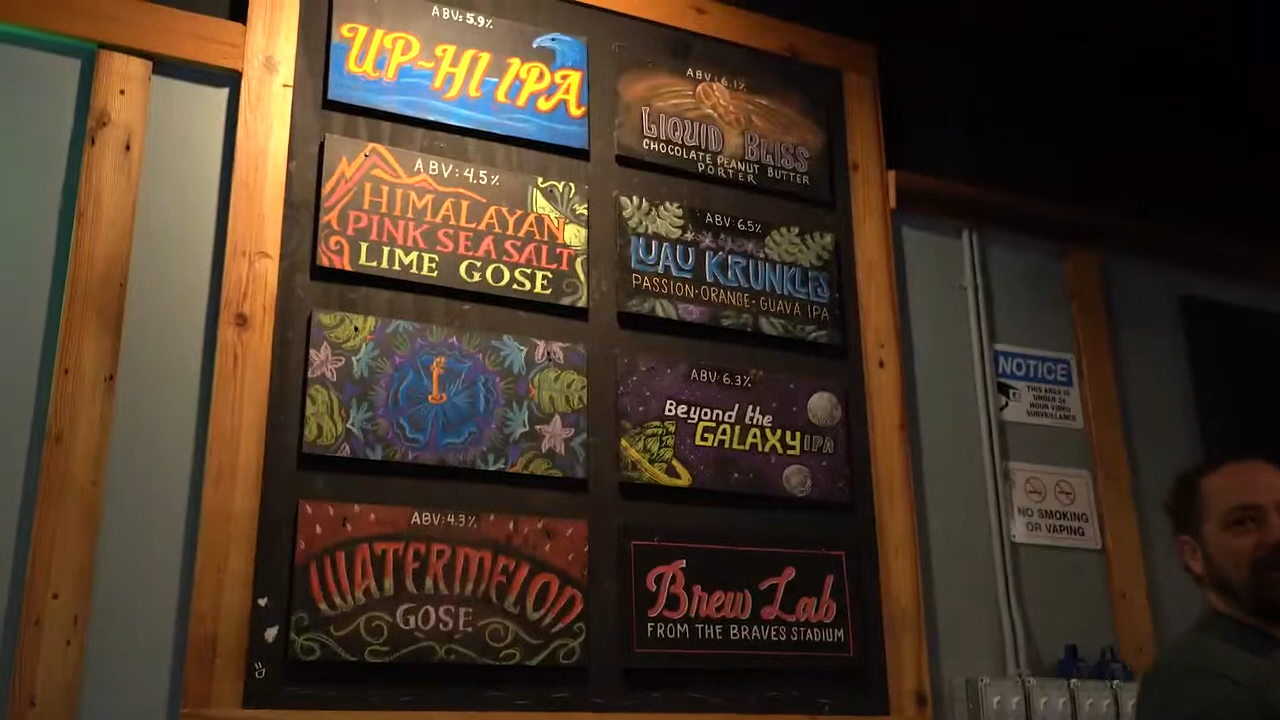 ABV: 5.9%
UP-HI IPA
ABV: 4.5%
HIMALAYAN
PINK SEA SALT
LIME GOSE
ABV: 4.3%
WATERMELON
GOSE
ABV: 6.1%
LIQUID BLISS
CHOCOLATE PEANUT BUTTER
PORTER
ABV: 6.5%
LUAU KRUNKLES
PASSION-ORANGE-GUAVA IPA
ABV: 6.3%
Beyond the
GALAXY IPA
Brew Lab
FROM THE BRAVES STADIUM
NOTICE
THIS AREA IS
UNDER 24
HOUR VIDEO
SURVEILLANCE
NO SMOKING
OR VAPING